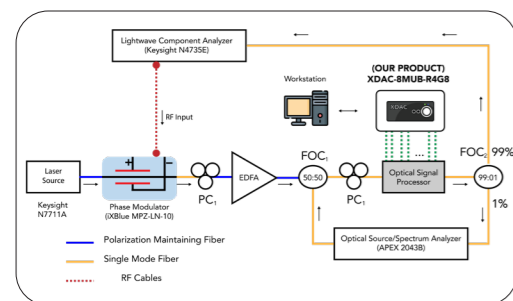 Lightwave Component Analyzer
(Keysight N4735E)
(OUR PRODUCT)
XDAC-8MUB-R4G8
Workstation
XDAC
RF Input
FOC1
FOC2 99%
Laser
Source
+
–
EDFA
50:50
...
Optical Signal
Processor
99:01
PC1
PC1
Keysight
N7711A
Phase Modulator
(iXBlue MPZ-LN-10)
1%
Polarization Maintaining Fiber
Single Mode Fiber
RF Cables
Optical Source/Spectrum Analyzer
(APEX 2043B)